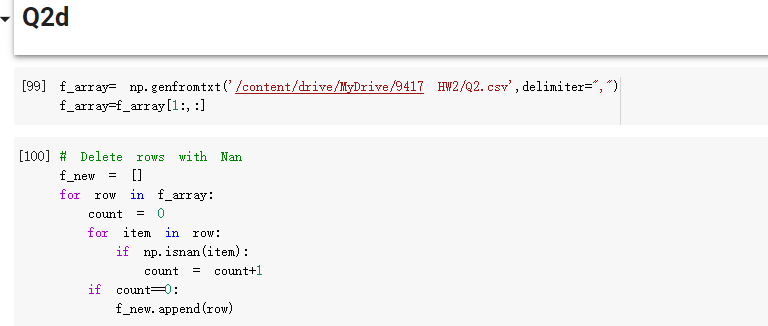 Q2d
[99] f_array= np.genfromtxt('/content/drive/MyDrive/9417 HW2/Q2.csv',delimiter=",")
f_array=f_array[1:,:]
[100] # Delete rows with Nan
f_new = []
for row in f_array:
count = 0
for item in row:
if np.isnan(item):
count = count+1
if count==0:
f_new.append(row)